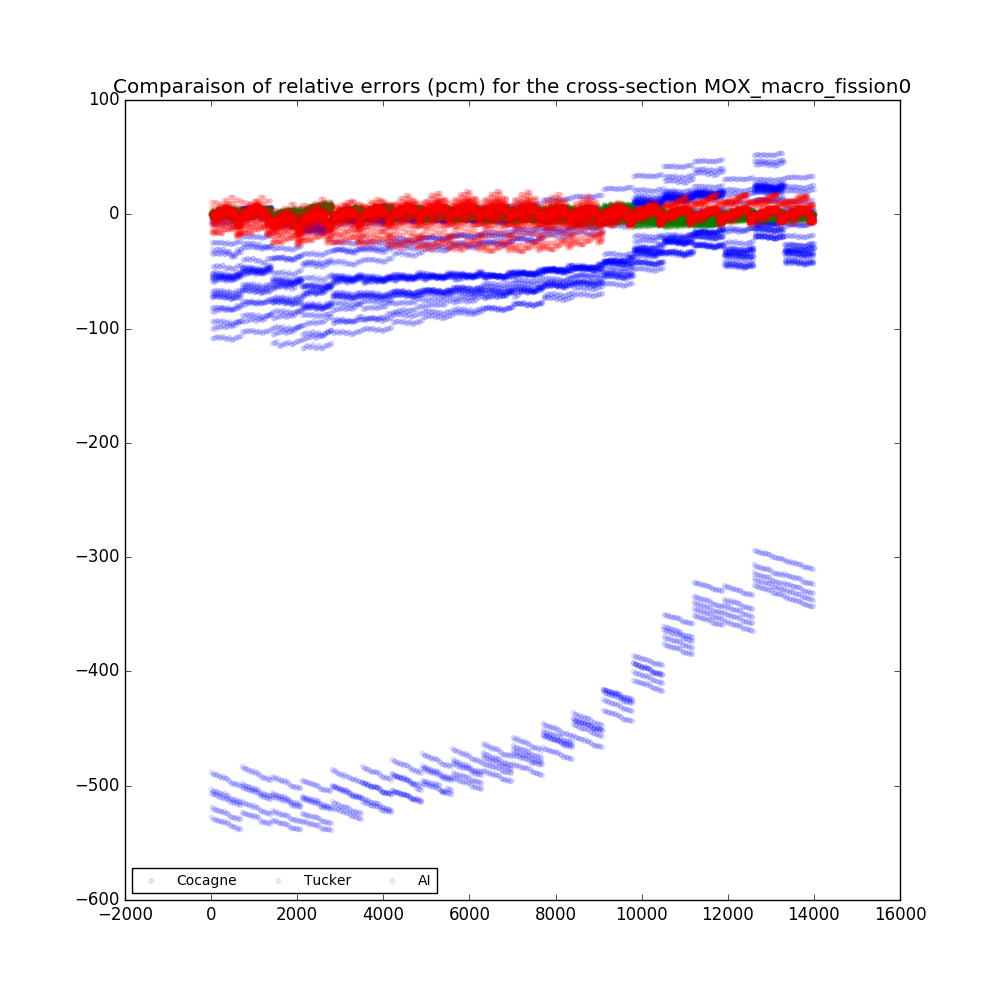 Comparaison of relative errors (pcm) for the cross-section MOX_macro_fission0
100
0
−100
−200
−300
−400
−500
−600
−2000 0 2000 4000 6000 8000 10000 12000 14000 16000
Cocagne Tucker AI